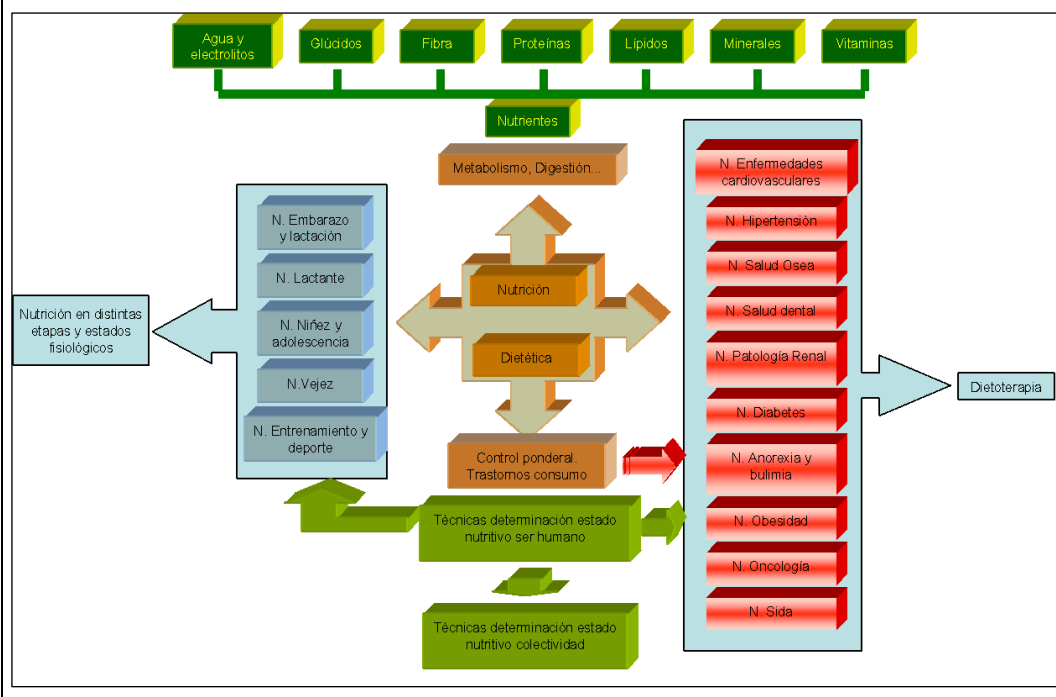 Agua y
electrolitos
Glúcidos
Fibra
Proteínas
Lípidos
Minerales
Vitaminas
Nutrientes
Metabolismo, Digestión...
Nutrición
Dietética
Control ponderal.
Trastornos consumo
Técnicas determinación estado
nutritivo ser humano
Técnicas determinación estado
nutritivo colectividad
Nutrición en distintas
etapas y estados
fisiológicos
N. Embarazo
y lactación
N. Lactante
N. Niñez y
adolescencia
N.Vejez
N. Entrenamiento y
deporte
N. Enfermedades
cardiovasculares
N. Hipertensión
N. Salud Osea
N. Salud dental
N. Patología Renal
N. Diabetes
N. Anorexia y
bulimia
N. Obesidad
N. Oncología
N. Sida
Dietoterapia